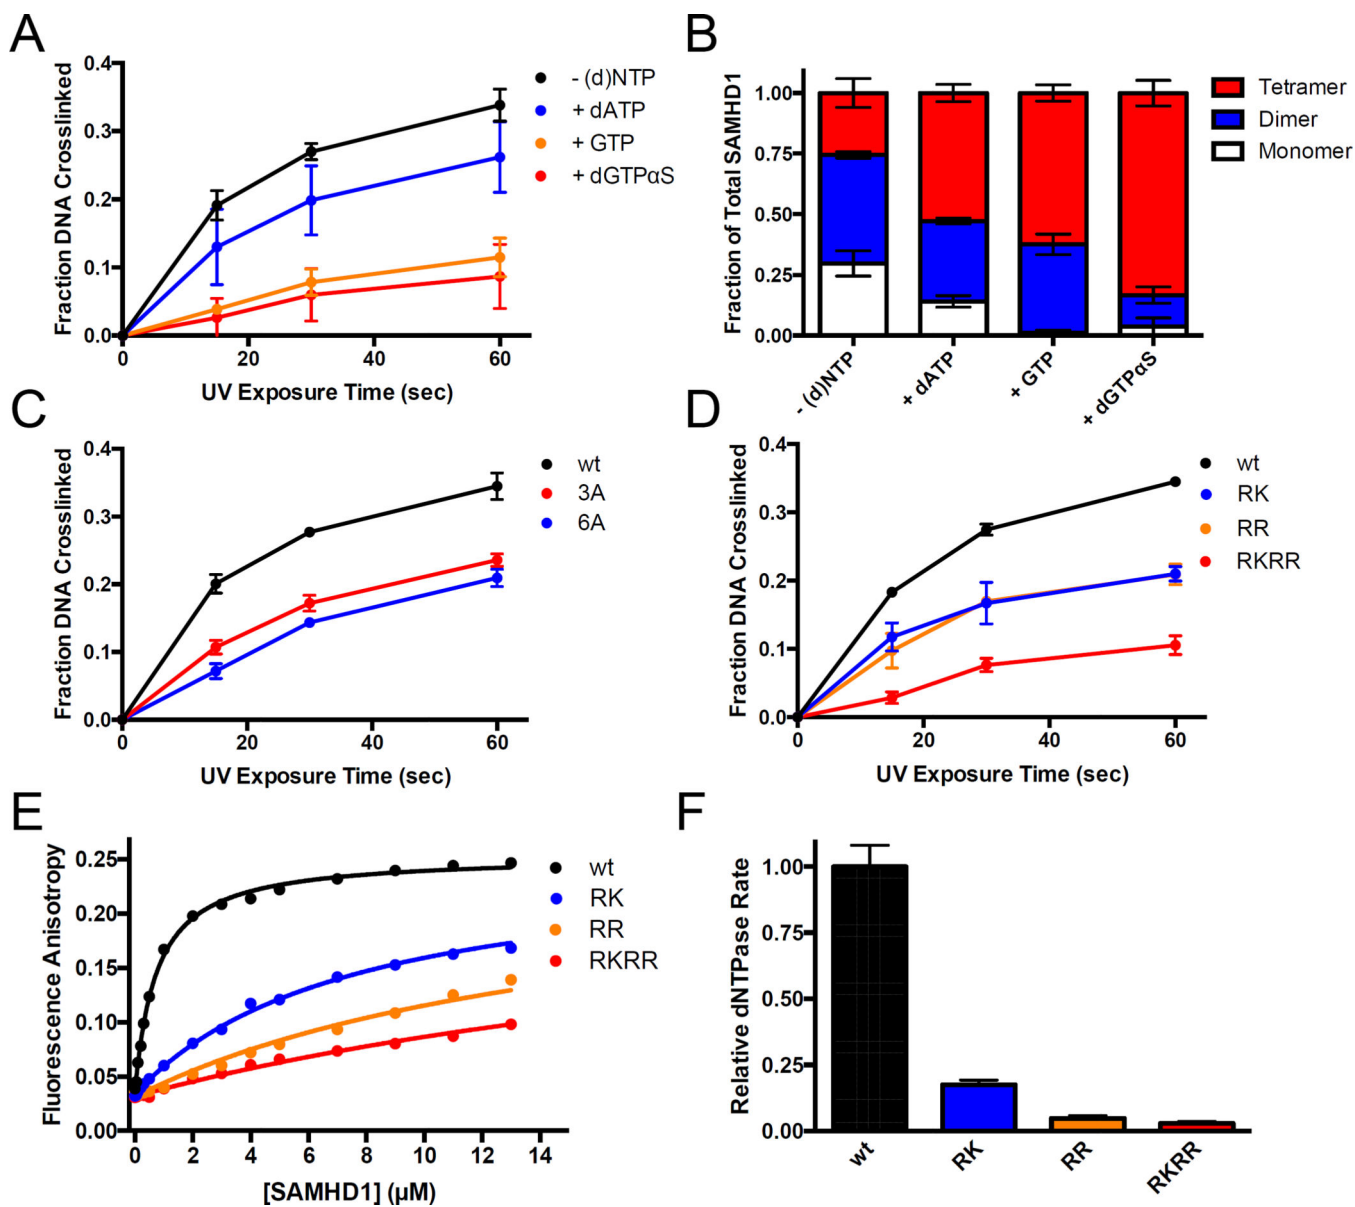 A
Fraction DNA Crosslinked
0.4
0.3
0.2
0.1
0.0
0
20
40
60
UV Exposure Time (sec)
- (d)NTP
+ dATP
+ GTP
+ dGTPαS
B
Fraction of Total SAMHD1
1.00
0.75
0.50
0.25
0.00
- (d)NTP
+ dATP
+ GTP
+ dGTPαS
Tetramer
Dimer
Monomer
C
Fraction DNA Crosslinked
0.4
0.3
0.2
0.1
0.0
0
20
40
60
UV Exposure Time (sec)
wt
3A
6A
D
Fraction DNA Crosslinked
0.4
0.3
0.2
0.1
0.0
0
20
40
60
UV Exposure Time (sec)
wt
RK
RR
RKRR
E
Fluorescence Anisotropy
0.25
0.20
0.15
0.10
0.05
0.00
0
2
4
6
8
10
12
14
[SAMHD1] (μM)
wt
RK
RR
RKRR
F
Relative dNTPase Rate
1.00
0.75
0.50
0.25
0.00
wt
RK
RR
RKRR